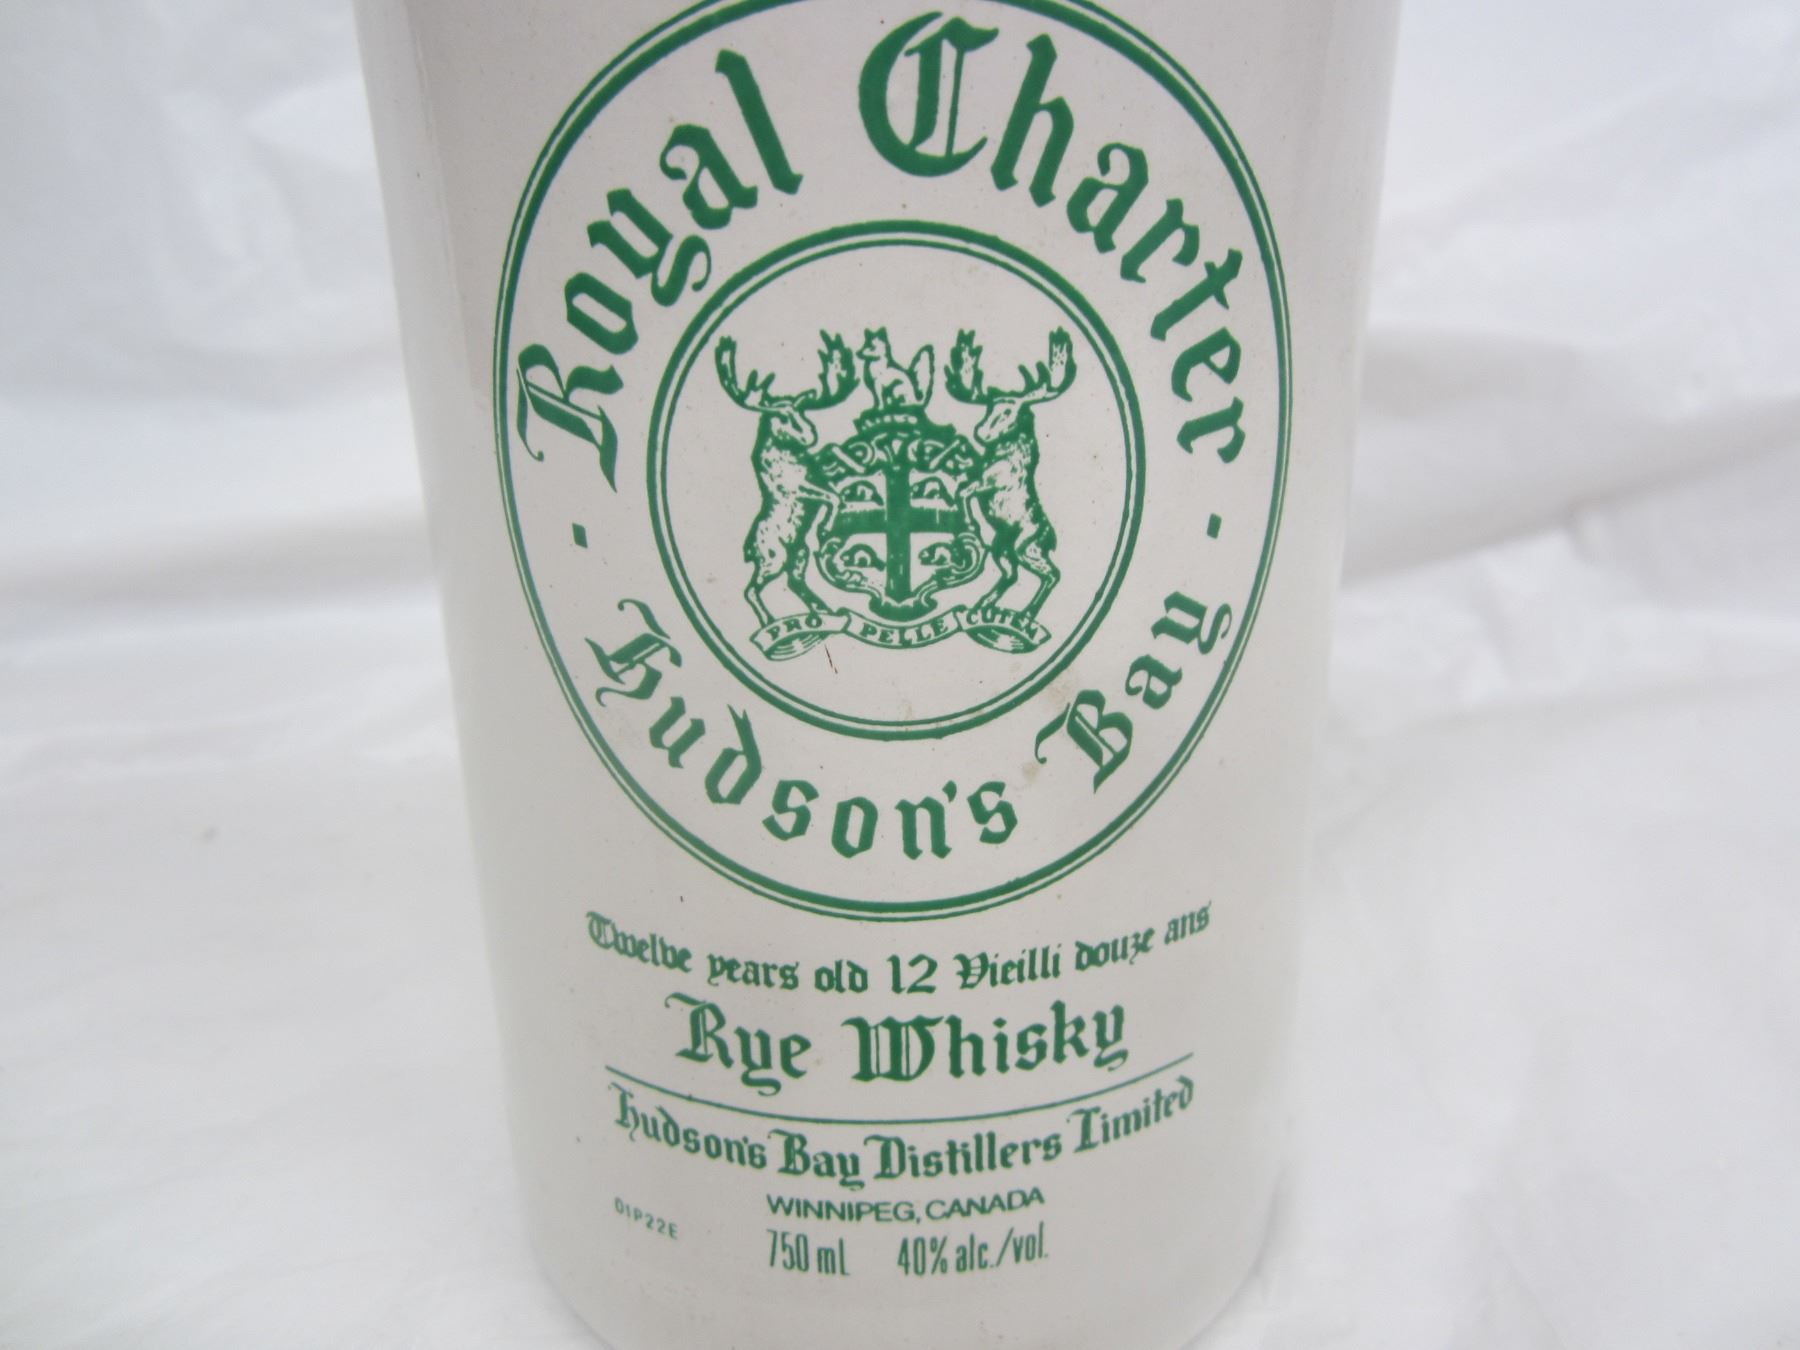 Royal Charter
PRO PELLE CUTEM
Hudson's Bay
Twelve years old 12 Vieilli douze ans
Rye Whisky
Hudson's Bay Distillers Limited
WINNIPEG, CANADA
01P22E
750 ml 40% alc./vol.